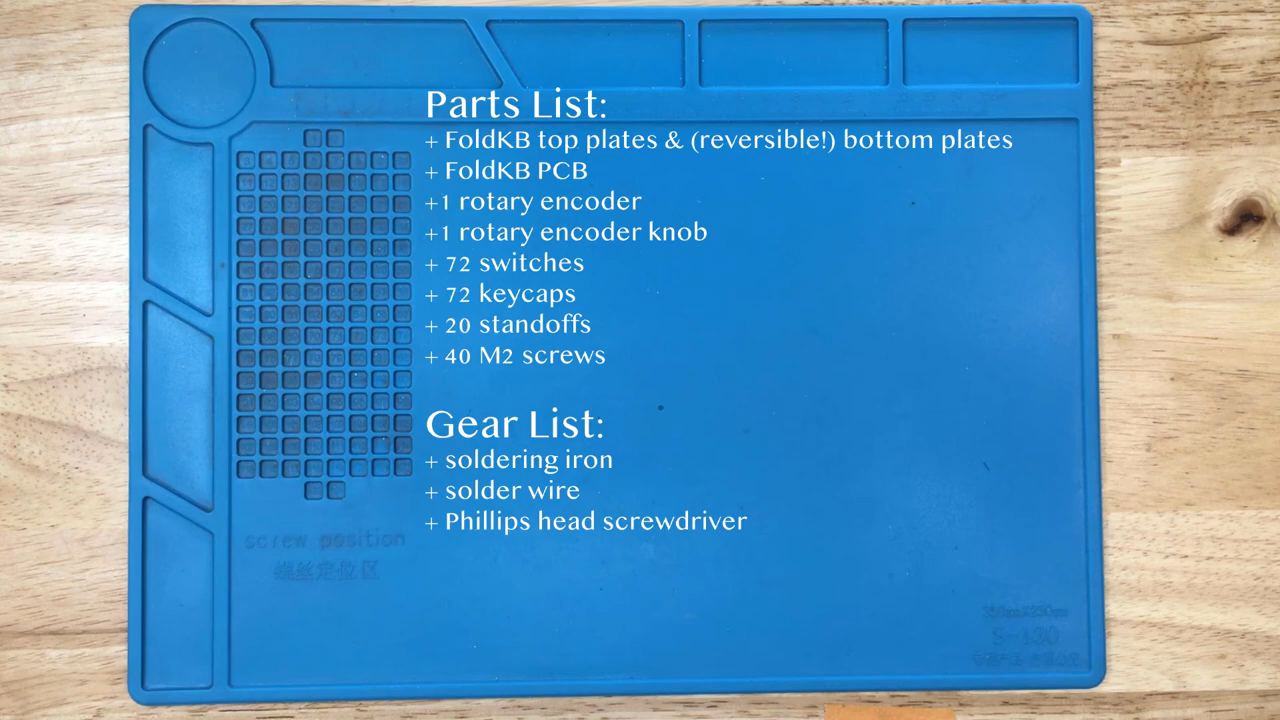 Parts List:
+ FoldKB top plates & (reversible!) bottom plates
+ FoldKB PCB
+1 rotary encoder
+1 rotary encoder knob
+ 72 switches
+ 72 keycaps
+ 20 standoffs
+ 40 M2 screws
Gear List:
+ soldering iron
+ solder wire
+ Phillips head screwdriver
screw position
螺丝定位区
S-130